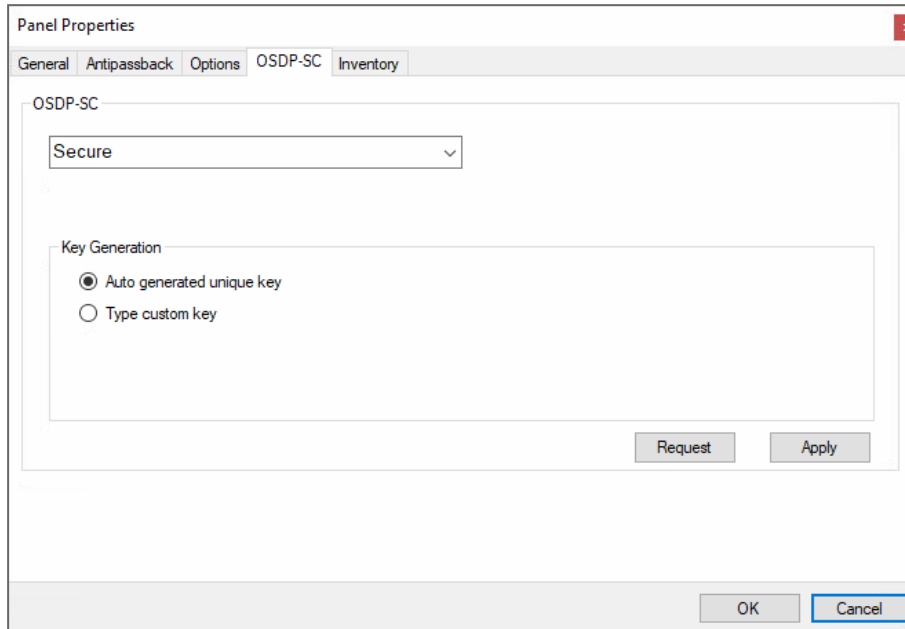 Panel Properties
General Antipassback Options OSDP-SC Inventory
OSDP-SC
Secure
Key Generation
Auto generated unique key
Type custom key
Request Apply
OK Cancel